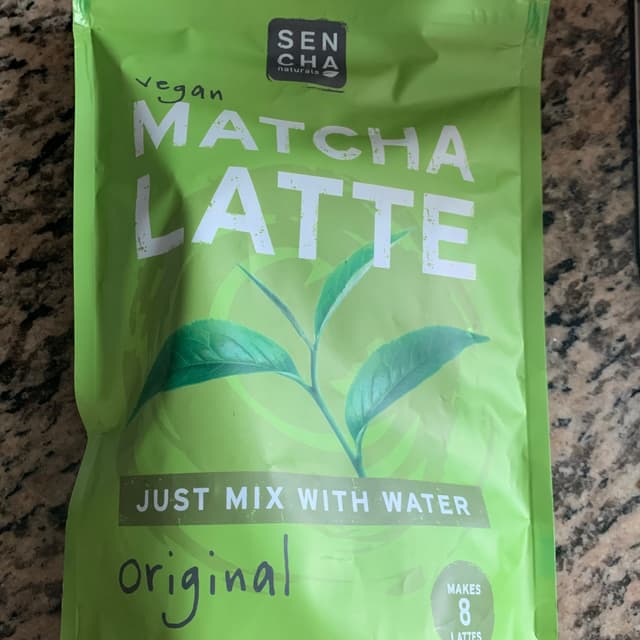 SEN
CHA
naturals
vegan
MATCHA
LATTE
JUST MIX WITH WATER
original
MAKES
8
LATTES